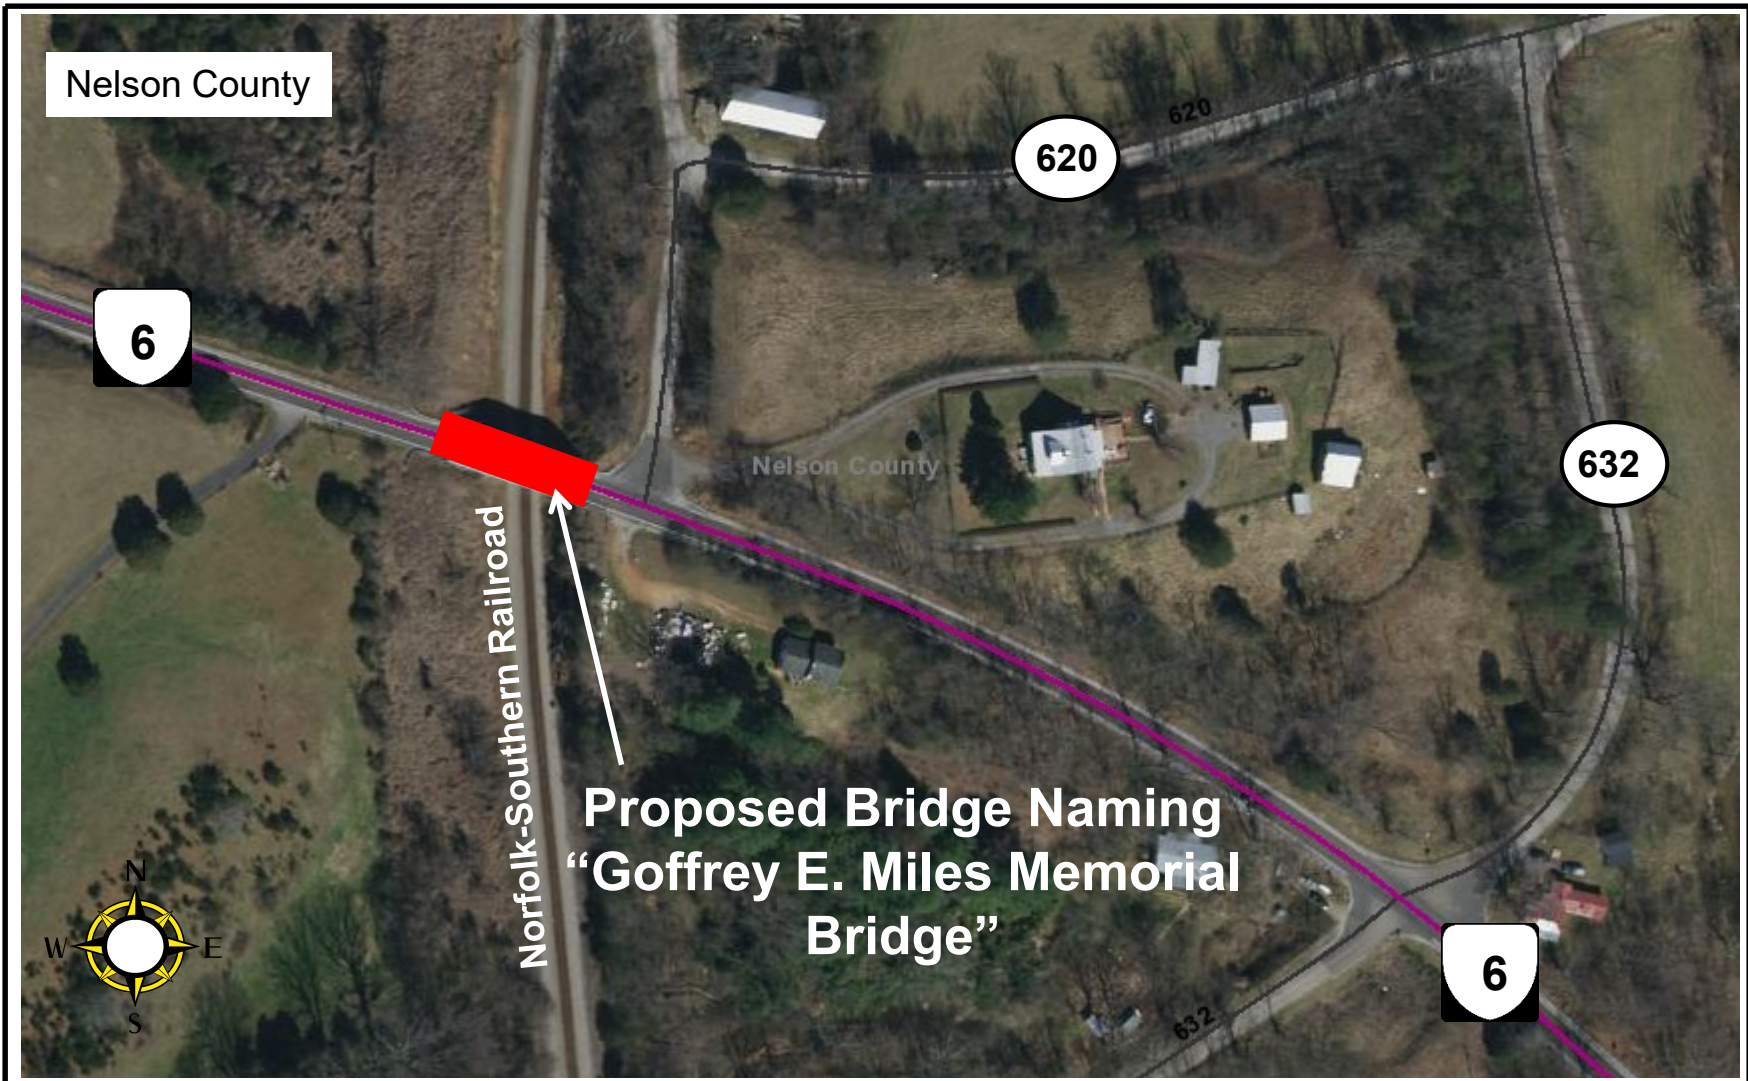 Nelson County
620
620
6
Nelson County
632
Norfolk-Southern Railroad
Proposed Bridge Naming
“Goffrey E. Miles Memorial
Bridge”
N
W
E
S
6
632